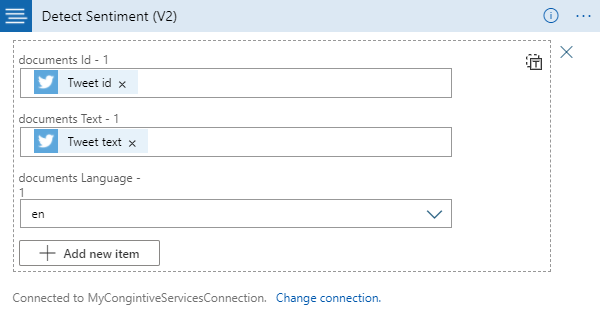 Detect Sentiment (V2)
documents Id - 1
Tweet id ×
documents Text - 1
Tweet text ×
documents Language -
1
en
Add new item
Connected to MyCongintiveServicesConnection. Change connection.